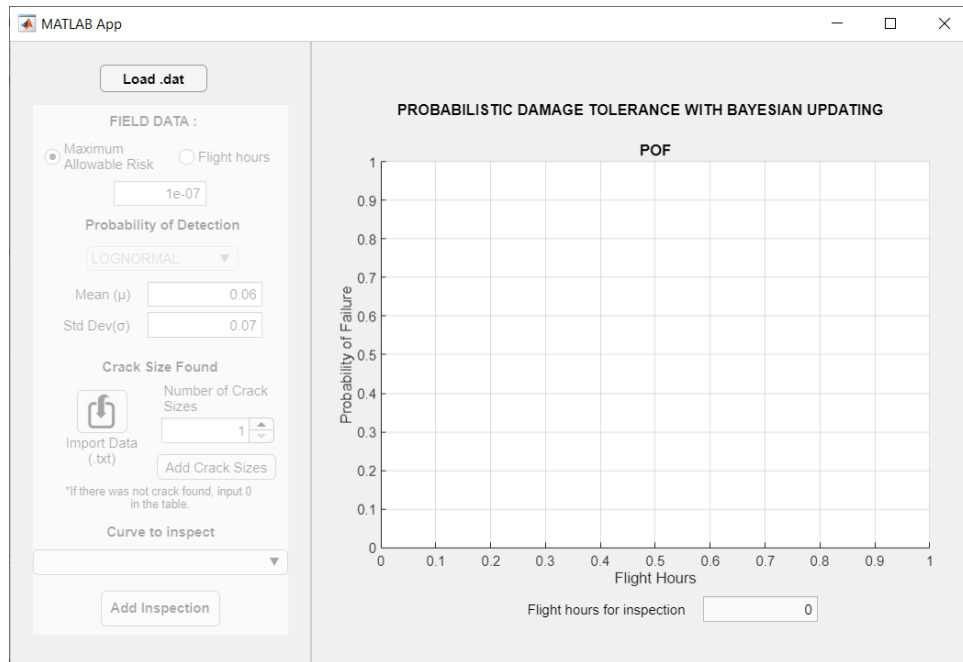 MATLAB App
Load .dat
FIELD DATA :
Maximum
Allowable Risk
Flight hours
1e-07
Probability of Detection
LOGNORMAL
Mean (μ)
0.06
Std Dev(σ)
0.07
Crack Size Found
Number of Crack
Sizes
1
Import Data
(.txt)
Add Crack Sizes
*If there was not crack found, input 0
in the table.
Curve to inspect
Add Inspection
PROBABILISTIC DAMAGE TOLERANCE WITH BAYESIAN UPDATING
POF
Probability of Failure
1
0.9
0.8
0.7
0.6
0.5
0.4
0.3
0.2
0.1
0
0 0.1 0.2 0.3 0.4 0.5 0.6 0.7 0.8 0.9 1
Flight Hours
Flight hours for inspection
0